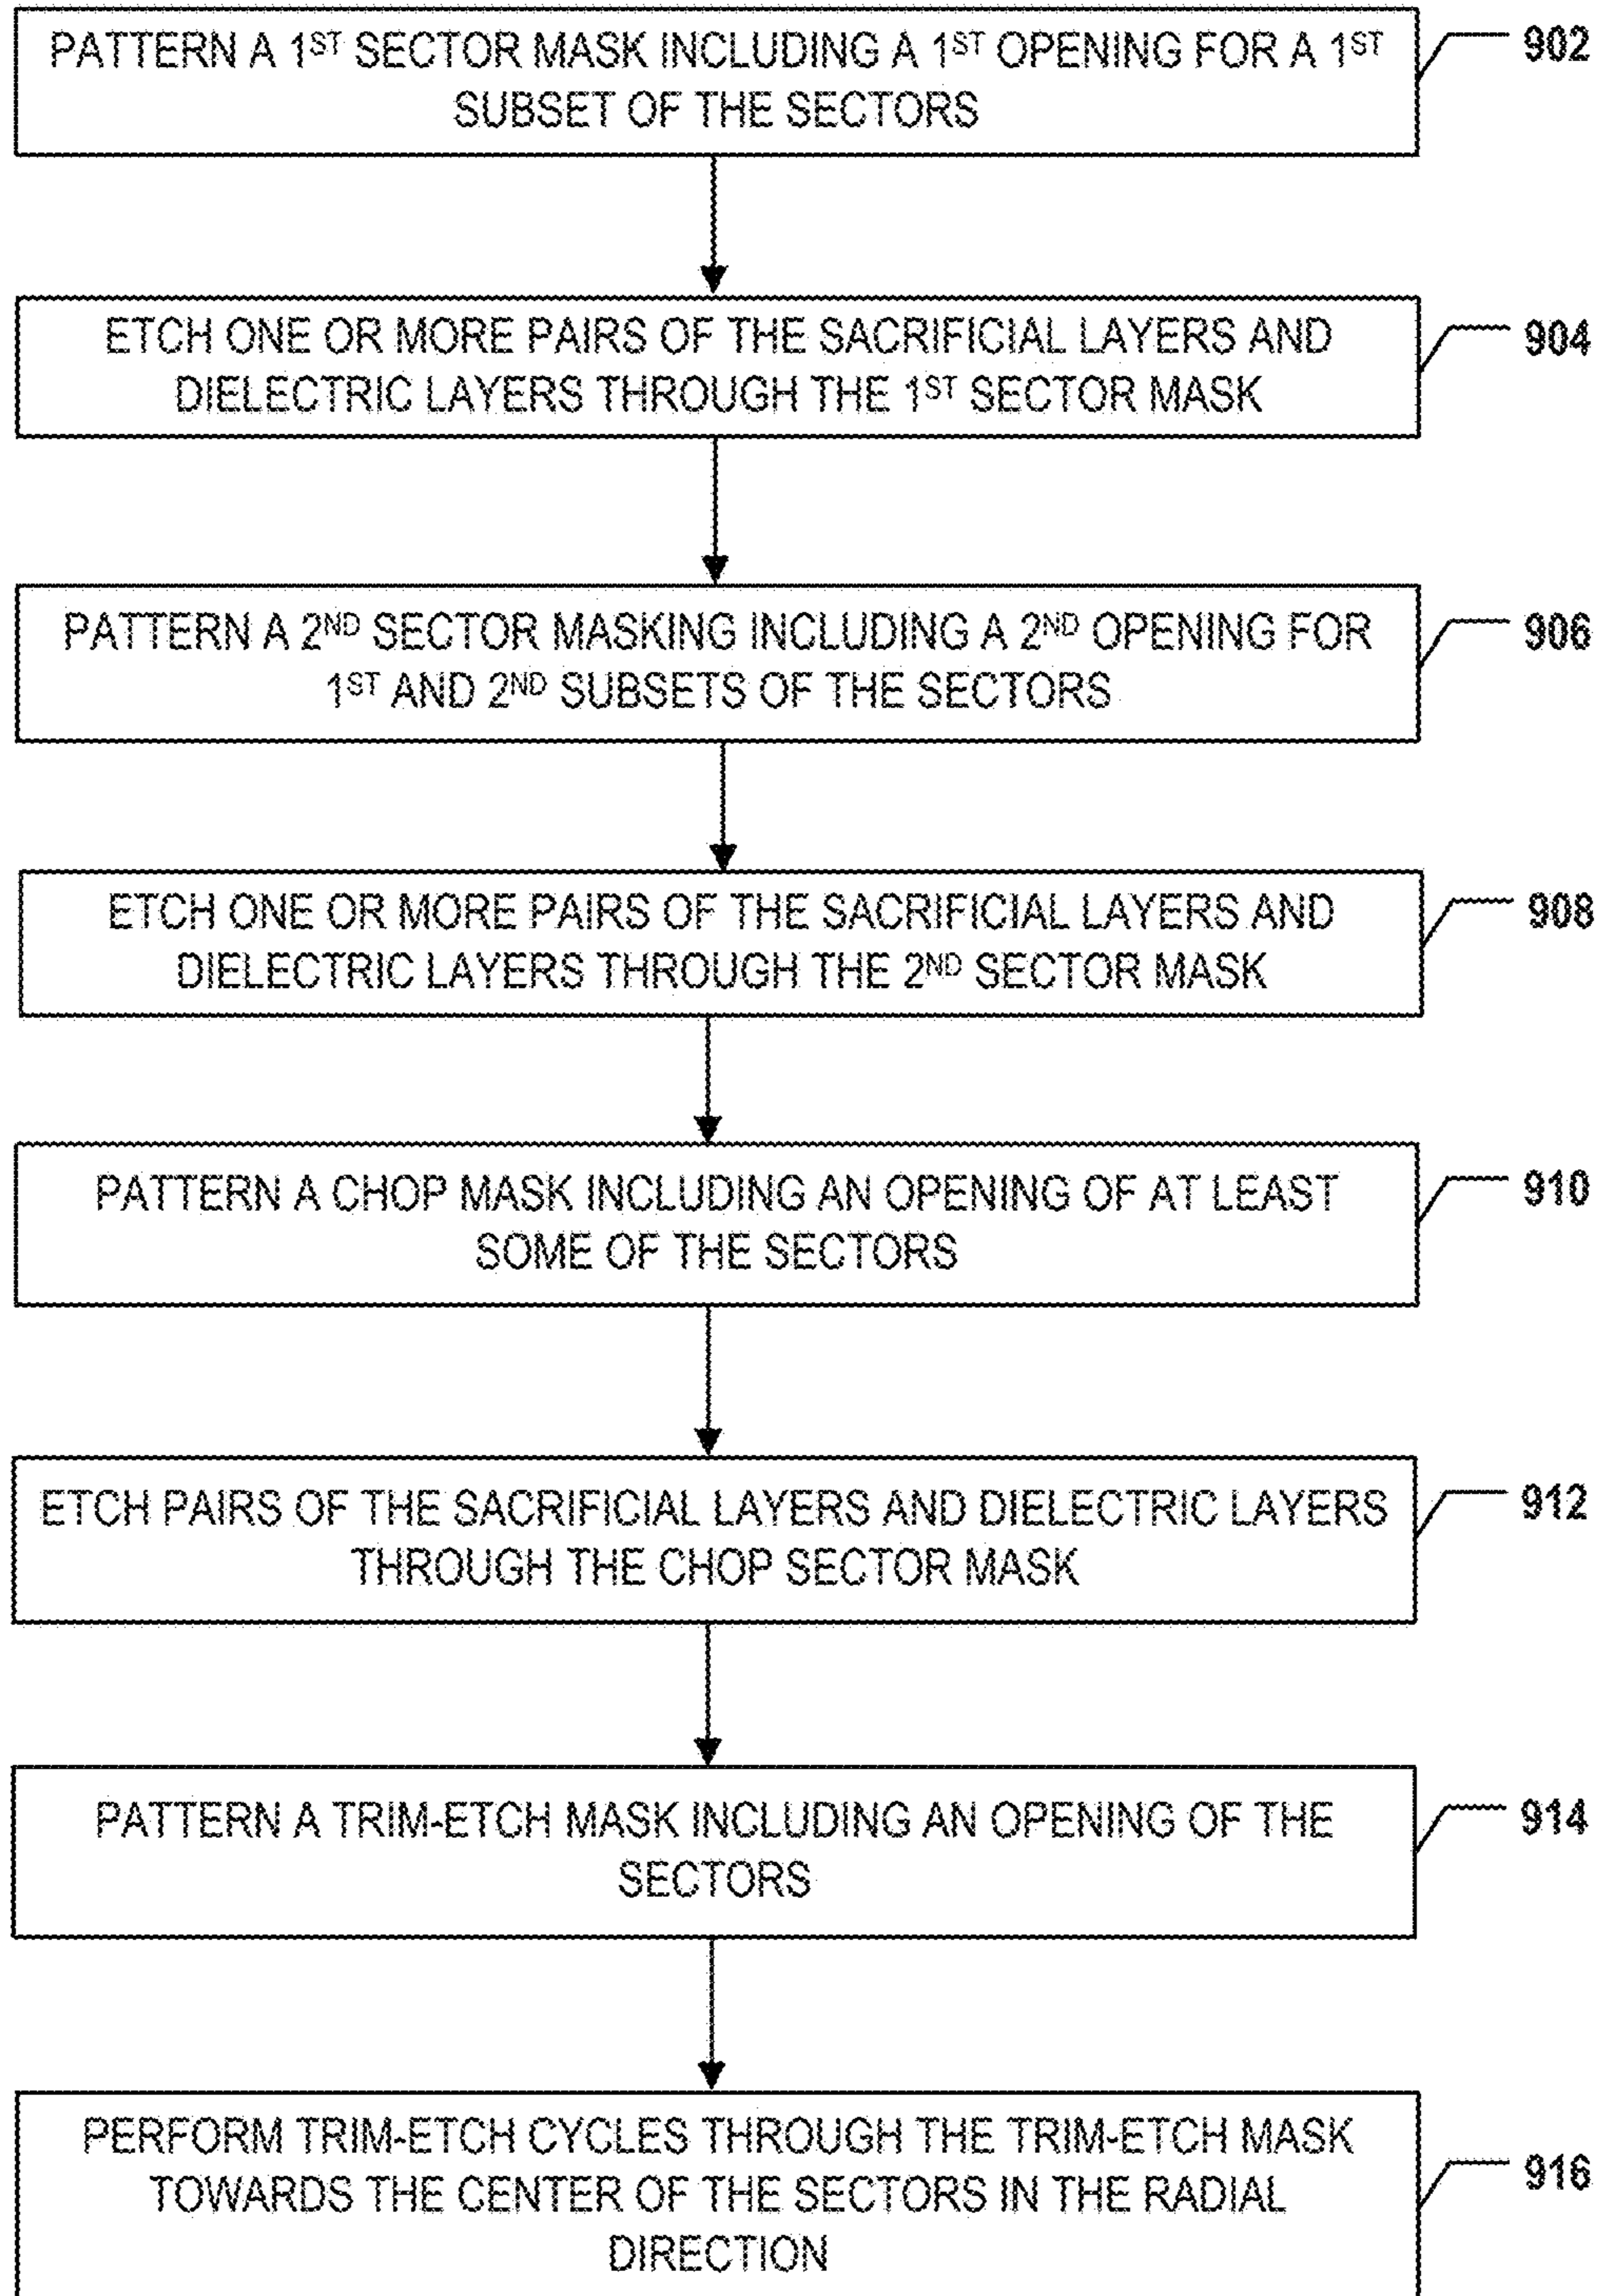 PATTERN A 1ST SECTOR MASK INCLUDING A 1ST OPENING FOR A 1ST
SUBSET OF THE SECTORS
902
ETCH ONE OR MORE PAIRS OF THE SACRIFICIAL LAYERS AND
DIELECTRIC LAYERS THROUGH THE 1ST SECTOR MASK
904
PATTERN A 2ND SECTOR MASKING INCLUDING A 2ND OPENING FOR
1ST AND 2ND SUBSETS OF THE SECTORS
906
ETCH ONE OR MORE PAIRS OF THE SACRIFICIAL LAYERS AND
DIELECTRIC LAYERS THROUGH THE 2ND SECTOR MASK
908
PATTERN A CHOP MASK INCLUDING AN OPENING OF AT LEAST
SOME OF THE SECTORS
910
ETCH PAIRS OF THE SACRIFICIAL LAYERS AND DIELECTRIC LAYERS
THROUGH THE CHOP SECTOR MASK
912
PATTERN A TRIM-ETCH MASK INCLUDING AN OPENING OF THE
SECTORS
914
PERFORM TRIM-ETCH CYCLES THROUGH THE TRIM-ETCH MASK
TOWARDS THE CENTER OF THE SECTORS IN THE RADIAL
DIRECTION
916